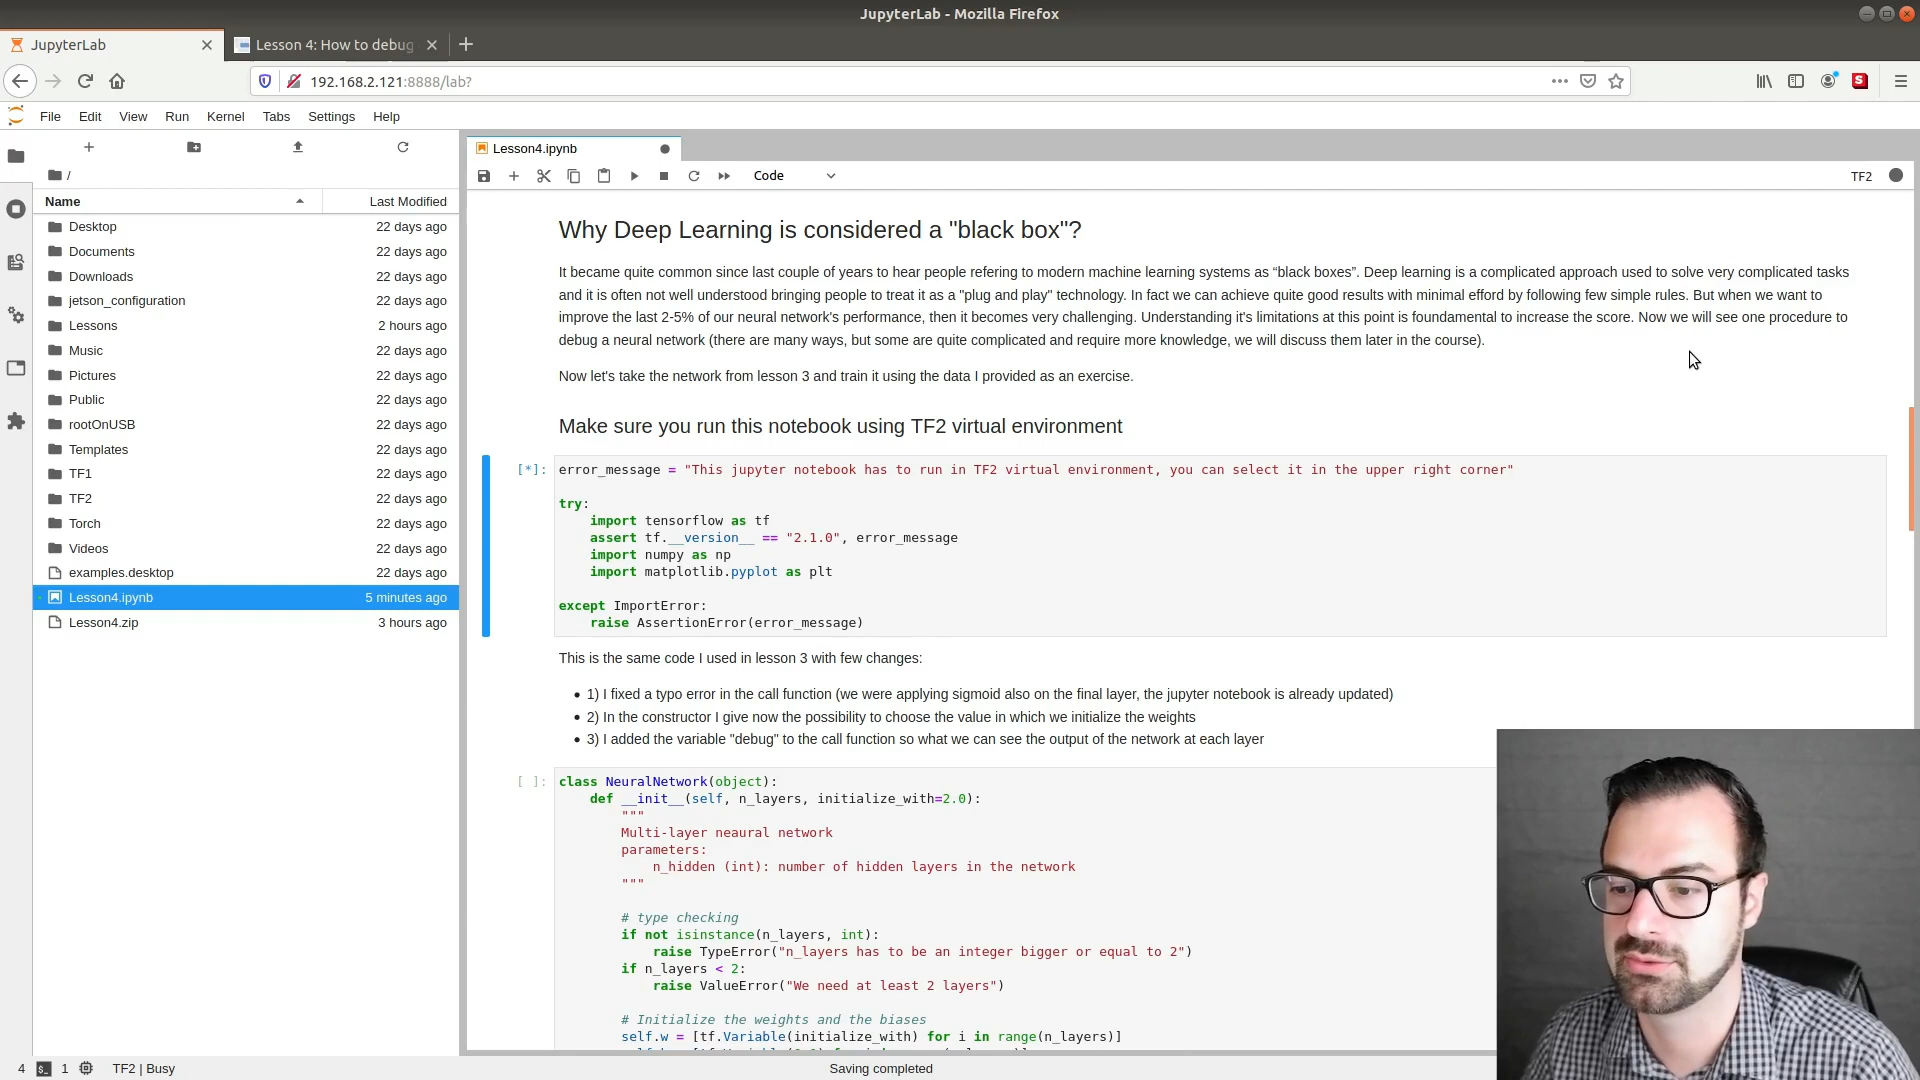 JupyterLab - Mozilla Firefox
JupyterLab
Lesson 4: How to debug
192.168.2.121:8888/lab?
File Edit View Run Kernel Tabs Settings Help
Lesson4.ipynb
/
Code
TF2
Name Last Modified
Desktop 22 days ago
Documents 22 days ago
Downloads 22 days ago
jetson_configuration 22 days ago
Lessons 2 hours ago
Music 22 days ago
Pictures 22 days ago
Public 22 days ago
rootOnUSB 22 days ago
Templates 22 days ago
TF1 22 days ago
TF2 22 days ago
Torch 22 days ago
Videos 22 days ago
examples.desktop 22 days ago
Lesson4.ipynb 5 minutes ago
Lesson4.zip 3 hours ago
Why Deep Learning is considered a "black box"?
It became quite common since last couple of years to hear people refering to modern machine learning systems as “black boxes”. Deep learning is a complicated approach used to solve very complicated tasks
and it is often not well understood bringing people to treat it as a "plug and play" technology. In fact we can achieve quite good results with minimal efford by following few simple rules. But when we want to
improve the last 2-5% of our neural network's performance, then it becomes very challenging. Understanding it's limitations at this point is foundamental to increase the score. Now we will see one procedure to
debug a neural network (there are many ways, but some are quite complicated and require more knowledge, we will discuss them later in the course).
Now let's take the network from lesson 3 and train it using the data I provided as an exercise.
Make sure you run this notebook using TF2 virtual environment
[*]: error_message = "This jupyter notebook has to run in TF2 virtual environment, you can select it in the upper right corner"
try:
import tensorflow as tf
assert tf.__version__ == "2.1.0", error_message
import numpy as np
import matplotlib.pyplot as plt
except ImportError:
raise AssertionError(error_message)
This is the same code I used in lesson 3 with few changes:
• 1) I fixed a typo error in the call function (we were applying sigmoid also on the final layer, the jupyter notebook is already updated)
• 2) In the constructor I give now the possibility to choose the value in which we initialize the weights
• 3) I added the variable "debug" to the call function so what we can see the output of the network at each layer
[ ]: class NeuralNetwork(object):
def __init__(self, n_layers, initialize_with=2.0):
"""
Multi-layer neaural network
parameters:
n_hidden (int): number of hidden layers in the network
"""
# type checking
if not isinstance(n_layers, int):
raise TypeError("n_layers has to be an integer bigger or equal to 2")
if n_layers < 2:
raise ValueError("We need at least 2 layers")
# Initialize the weights and the biases
self.w = [tf.Variable(initialize_with) for i in range(n_layers)]
4 1 TF2 | Busy Saving completed